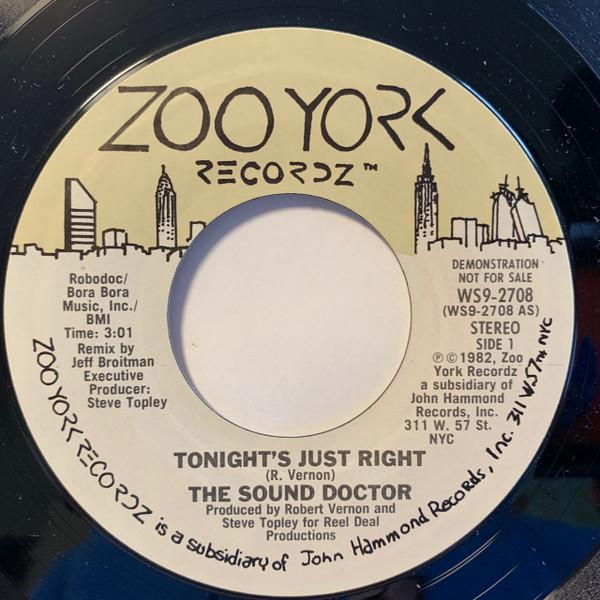 ZOO YORK
RECORDZ™
Robodoc/
Bora Bora
Music, Inc./
BMI
Time: 3:01
Remix by
Jeff Broitman
Executive
Producer:
Steve Topley
DEMONSTRATION
NOT FOR SALE
WS9-2708
(WS9-2708 AS)
STEREO
SIDE 1
℗©1982, Zoo
York Recordz
a subsidiary of
John Hammond
Records, Inc.
311 W. 57 St.
NYC
TONIGHT'S JUST RIGHT
(R. Vernon)
THE SOUND DOCTOR
Produced by Robert Vernon and
Steve Topley for Reel Deal
Productions
ZOO YORK RECORDZ is a subsidiary of John Hammond Records, Inc. 311 W. 57TH NYC